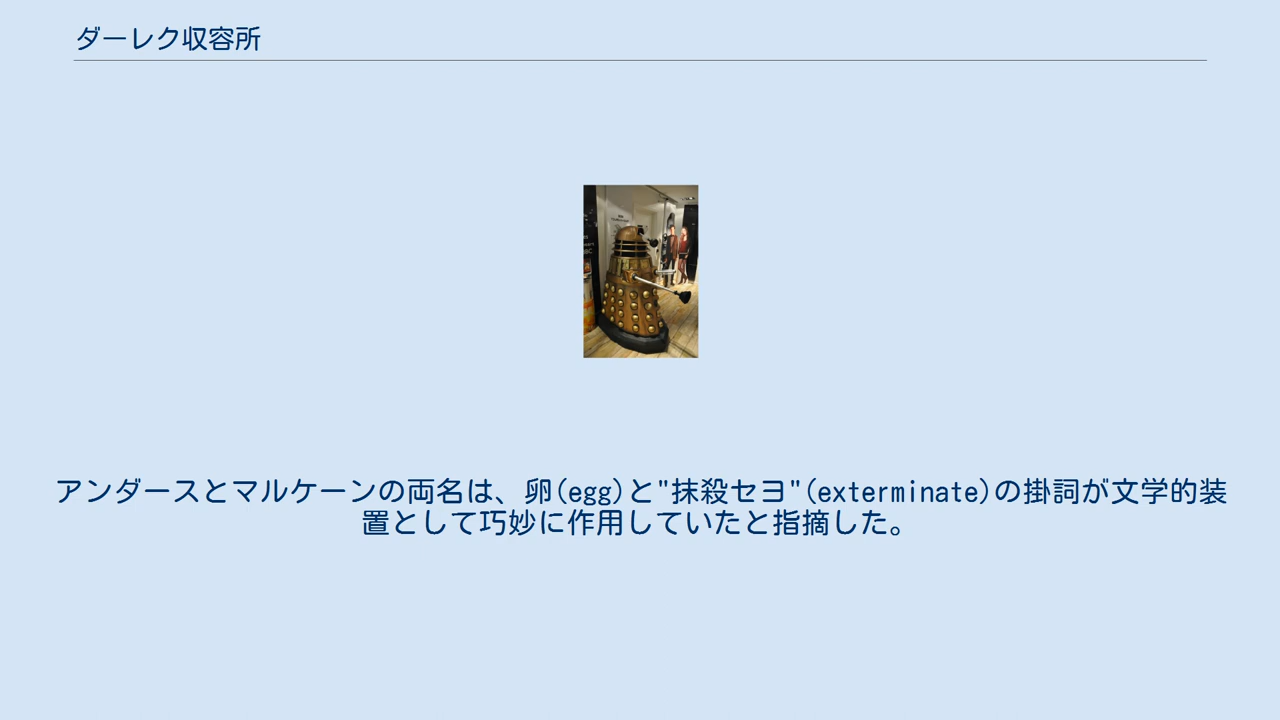 ダーレク収容所
アンダースとマルケーンの両名は、卵(egg)と"抹殺セヨ"(exterminate)の掛詞が文学的装
置として巧妙に作用していたと指摘した。